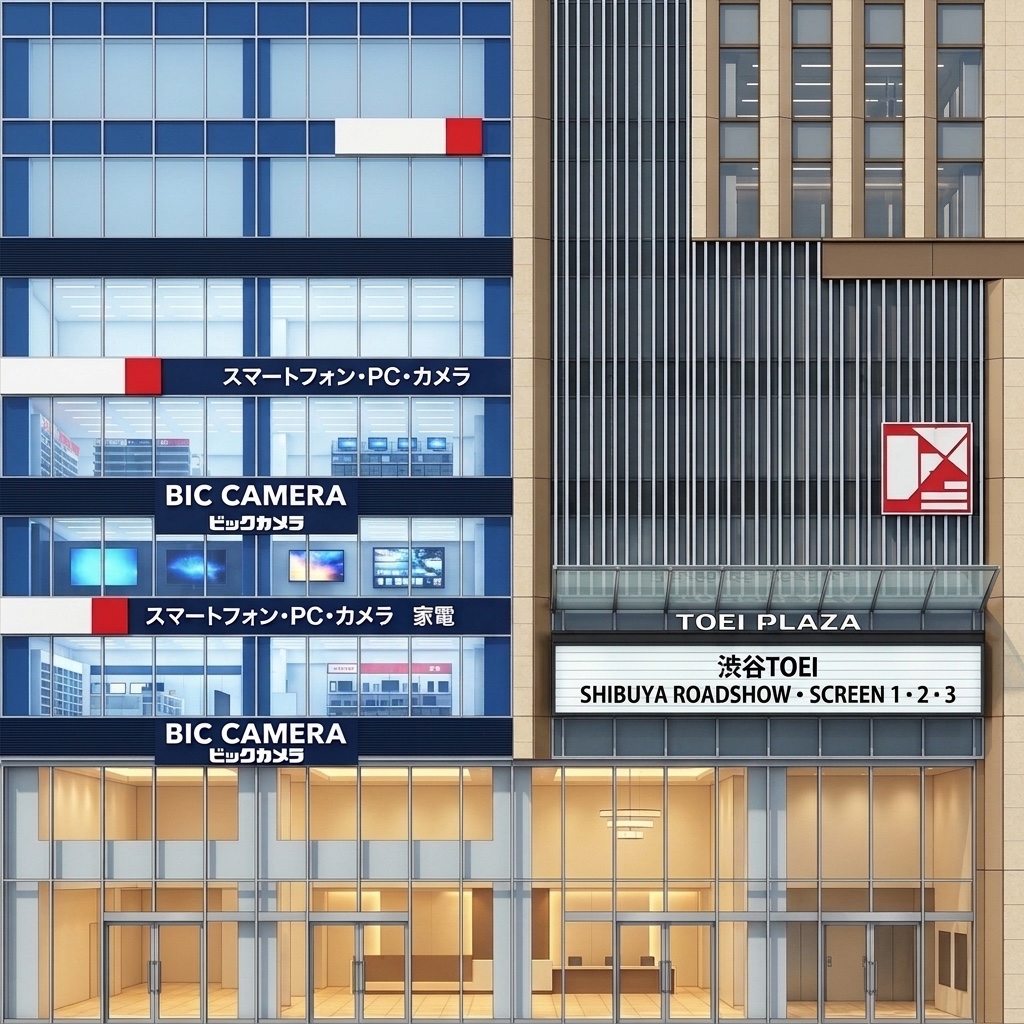 スマートフォン・PC・カメラ
BIC CAMERA
ビックカメラ
スマートフォン・PC・カメラ 家電
BIC CAMERA
ビックカメラ
TOEI PLAZA
渋谷TOEI
SHIBUYA ROADSHOW・SCREEN 1・2・3